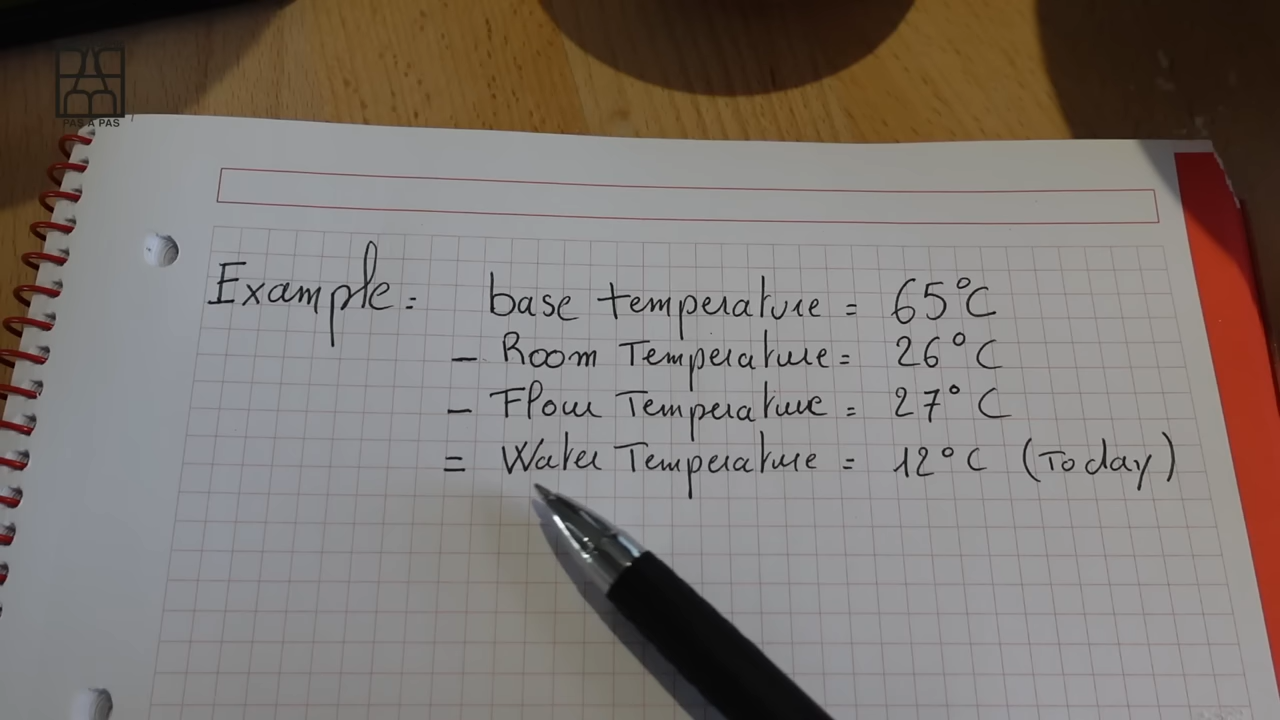 PAS À PAS
Example: base temperature = 65°C
- Room Temperature = 26°C
- Flour Temperature = 27°C
= Water Temperature = 12°C (Today)